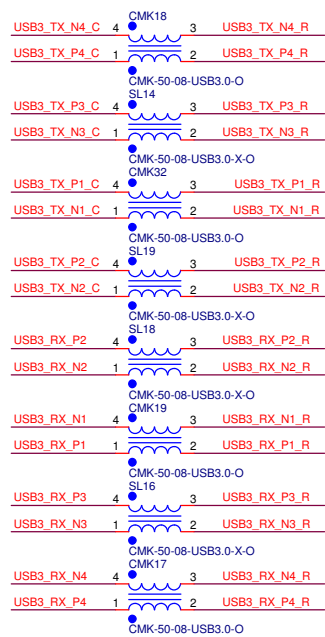 CMK18
USB3_TX_N4_C 4 3 USB3_TX_N4_R
USB3_TX_P4_C 1 2 USB3_TX_P4_R
CMK-50-08-USB3.0-O
SL14
USB3_TX_P3_C 4 3 USB3_TX_P3_R
USB3_TX_N3_C 1 2 USB3_TX_N3_R
CMK-50-08-USB3.0-X-O
CMK32
USB3_TX_P1_C 4 3 USB3_TX_P1_R
USB3_TX_N1_C 1 2 USB3_TX_N1_R
CMK-50-08-USB3.0-O
SL19
USB3_TX_P2_C 4 3 USB3_TX_P2_R
USB3_TX_N2_C 1 2 USB3_TX_N2_R
CMK-50-08-USB3.0-X-O
SL18
USB3_RX_P2 4 3 USB3_RX_P2_R
USB3_RX_N2 1 2 USB3_RX_N2_R
CMK-50-08-USB3.0-X-O
CMK19
USB3_RX_N1 4 3 USB3_RX_N1_R
USB3_RX_P1 1 2 USB3_RX_P1_R
CMK-50-08-USB3.0-O
SL16
USB3_RX_P3 4 3 USB3_RX_P3_R
USB3_RX_N3 1 2 USB3_RX_N3_R
CMK-50-08-USB3.0-X-O
CMK17
USB3_RX_N4 4 3 USB3_RX_N4_R
USB3_RX_P4 1 2 USB3_RX_P4_R
CMK-50-08-USB3.0-O